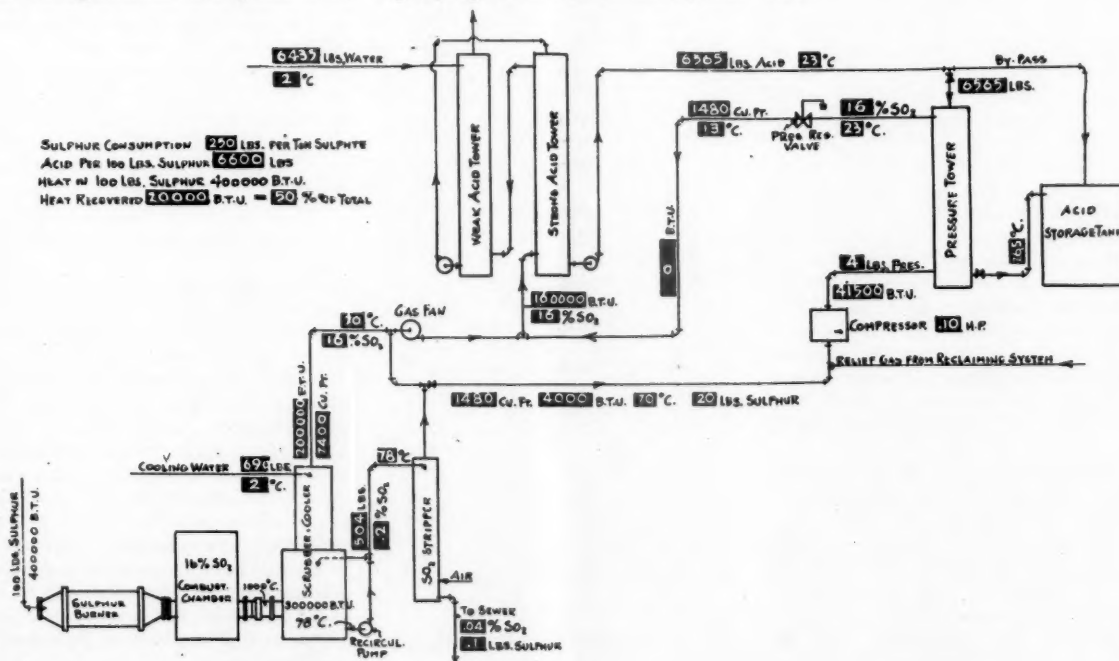 6435 LBS. WATER
2 °C
6565 LBS. ACID 23 °C
BY-PASS
6565 LBS.
1480 CU. FT.
13 °C.
PRES. RES.
VALVE
16 % SO2
23 °C.
SULPHUR CONSUMPTION 250 LBS. PER TON SULPHITE
ACID PER 100 LBS. SULPHUR 6600 LBS
HEAT IN 100 LBS. SULPHUR 400000 B.T.U.
HEAT RECOVERED 20000 B.T.U. = 50 % OF TOTAL
WEAK ACID TOWER
STRONG ACID TOWER
PRESSURE TOWER
ACID
STORAGE TANK
0 B.T.U.
4 LBS. PRES.
41500
B.T.U.
COMPRESSOR .10 H.P.
RELIEF GAS FROM RECLAIMING SYSTEM
160000 B.T.U.
16 % SO2
GAS FAN
70 °C.
16 % SO2
1480 CU. FT. 4000 B.T.U. 70 °C. 20 LBS. SULPHUR
200000 B.T.U.
7400 CU. FT.
COOLING WATER 690 LBS.
2 °C.
SCRUBBER & COOLER
504 LBS.
.2 % SO2
78 °C
SO2 STRIPPER
AIR
TO SEWER
.04 % SO2
LBS. SULPHUR
100 LBS. SULPHUR
400000 B.T.U.
SULPHUR
BURNER
16% SO2
COMBUST.
CHAMBER
1000 °C.
300000 B.T.U.
78 °C.
RECIRCUL.
PUMP